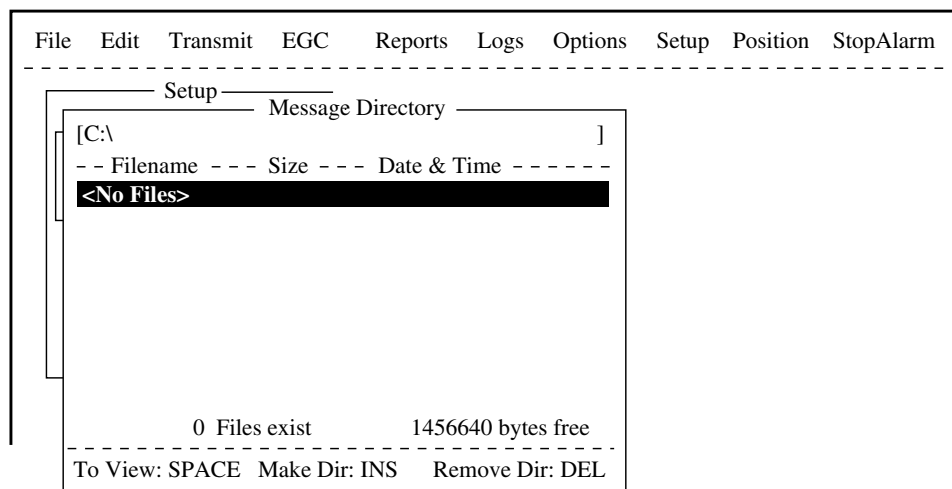 File Edit Transmit EGC Reports Logs Options Setup Position StopAlarm
Setup
Message Directory
[C:\ ]
- - Filename - - - Size - - - Date & Time - - - - - -
<No Files>
0 Files exist 1456640 bytes free
To View: SPACE Make Dir: INS Remove Dir: DEL